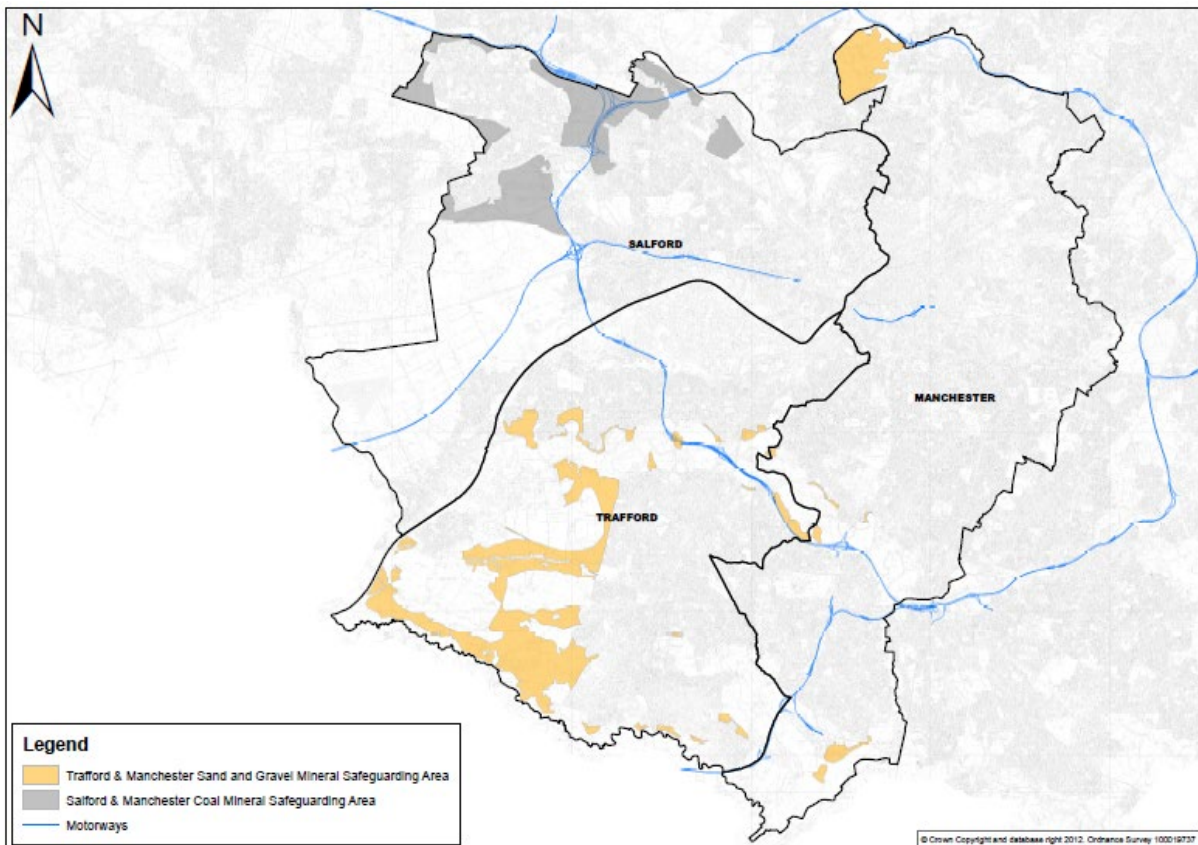 N
SALFORD
MANCHESTER
TRAFFORD
Legend
Trafford & Manchester Sand and Gravel Mineral Safeguarding Area
Salford & Manchester Coal Mineral Safeguarding Area
Motorways
© Crown Copyright and database right 2012. Ordnance Survey 100019737